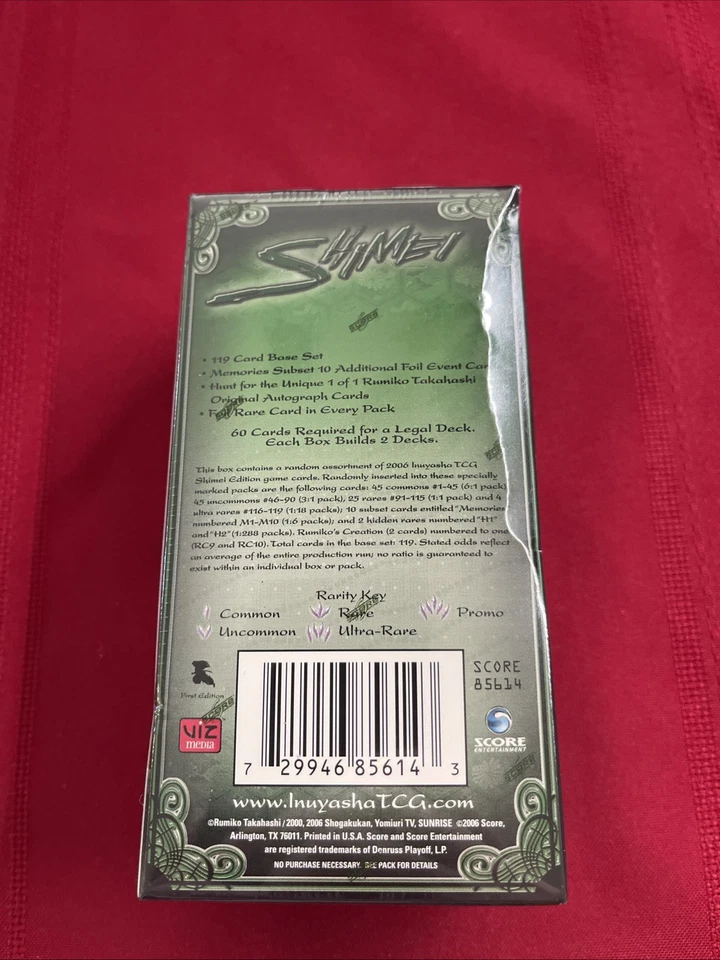 SHIMEI
SCORE
• 119 Card Base Set
• Memories Subset 10 Additional Foil Event Car
• Hunt for the Unique 1 of 1 Rumiko Takahashi
Original Autograph Cards
• Foil Rare Card in Every Pack
60 Cards Required for a Legal Deck.
Each Box Builds 2 Decks.
This box contains a random assortment of 2006 Inuyasha TCG
Shimei Edition game cards. Randomly inserted into these specially
marked packs are the following cards: 45 commons #1-45 (6:1 pack)
45 uncommons #46-90 (3:1 pack), 25 rares #91-115 (1:1 pack) and 4
ultra rares #116-119 (1:18 packs); 10 subset cards entitled "Memories
numbered M1-M10 (1:6 packs); and 2 hidden rares numbered "H1"
and "H2" (1:288 packs). Rumiko's Creation (2 cards) numbered to one
(RC9 and RC10). Total cards in the base set: 119. Stated odds reflect
an average of the entire production run; no ratio is guaranteed to
exist within an individual box or pack.
Rarity Key
Common Rare Promo
Uncommon Ultra-Rare
First Edition
SCORE
85614
VIZ
media
SCORE
ENTERTAINMENT
7 29946 85614 3
www.InuyashaTCG.com
©Rumiko Takahashi/2000, 2006 Shogakukan, Yomiuri TV, SUNRISE ©2006 Score,
Arlington, TX 76011. Printed in U.S.A. Score and Score Entertainment
are registered trademarks of Donruss Playoff, L.P.
NO PURCHASE NECESSARY. SEE PACK FOR DETAILS